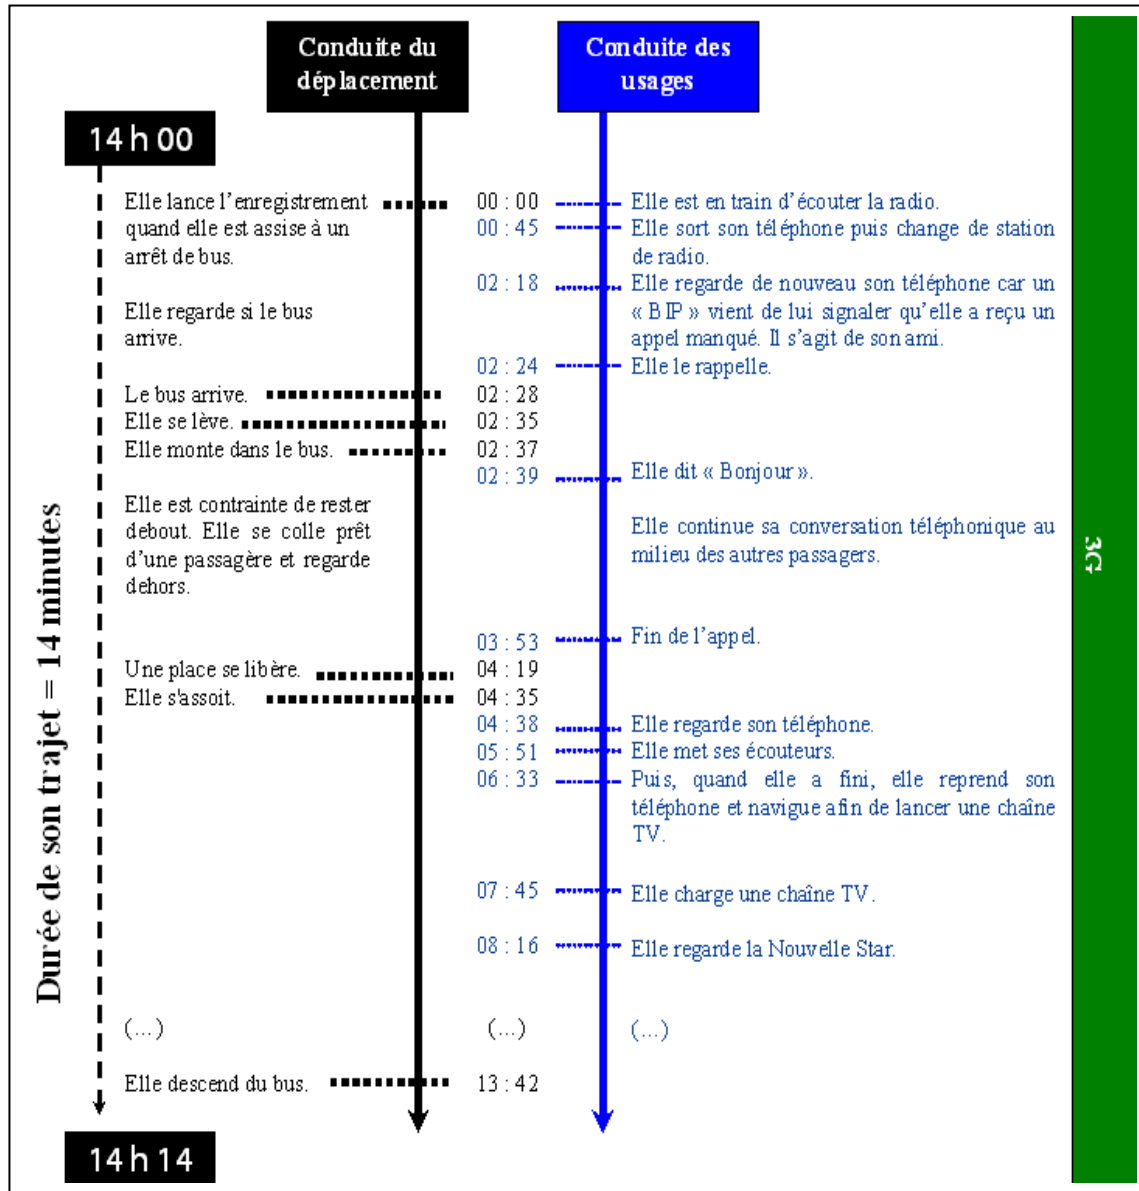 Conduite du
déplacement
Conduite des
usages
14 h 00
Elle lance l'enregistrement
quand elle est assise à un
arrêt de bus.
00 : 00
Elle est en train d'écouter la radio.
00 : 45
Elle sort son téléphone puis change de station
de radio.
Elle regarde si le bus
arrive.
02 : 18
Elle regarde de nouveau son téléphone car un
« BIP » vient de lui signaler qu'elle a reçu un
appel manqué. Il s'agit de son ami.
02 : 24
Elle le rappelle.
Le bus arrive.
02 : 28
Elle se lève.
02 : 35
Elle monte dans le bus.
02 : 37
02 : 39
Elle dit « Bonjour ».
Elle est contrainte de rester
debout. Elle se colle prêt
d'une passagère et regarde
dehors.
Elle continue sa conversation téléphonique au
milieu des autres passagers.
03 : 53
Fin de l'appel.
Une place se libère.
04 : 19
Elle s'assoit.
04 : 35
04 : 38
Elle regarde son téléphone.
05 : 51
Elle met ses écouteurs.
06 : 33
Puis, quand elle a fini, elle reprend son
téléphone et navigue afin de lancer une chaîne
TV.
07 : 45
Elle charge une chaîne TV.
08 : 16
Elle regarde la Nouvelle Star.
(...)
(...)
(...)
Elle descend du bus.
13 : 42
14 h 14
Durée de son trajet = 14 minutes
3G